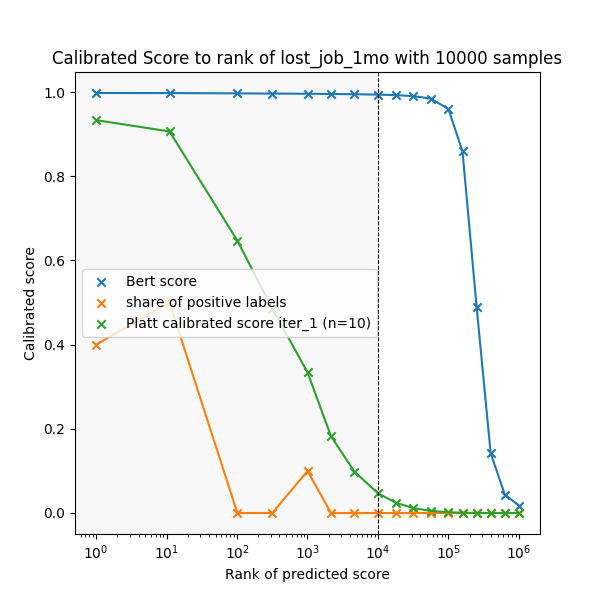 Calibrated Score to rank of lost_job_1mo with 10000 samples
1.0
0.8
0.6
0.4
0.2
0.0
Calibrated score
Bert score
share of positive labels
Platt calibrated score iter_1 (n=10)
10⁰
10¹
10²
10³
10⁴
10⁵
10⁶
Rank of predicted score